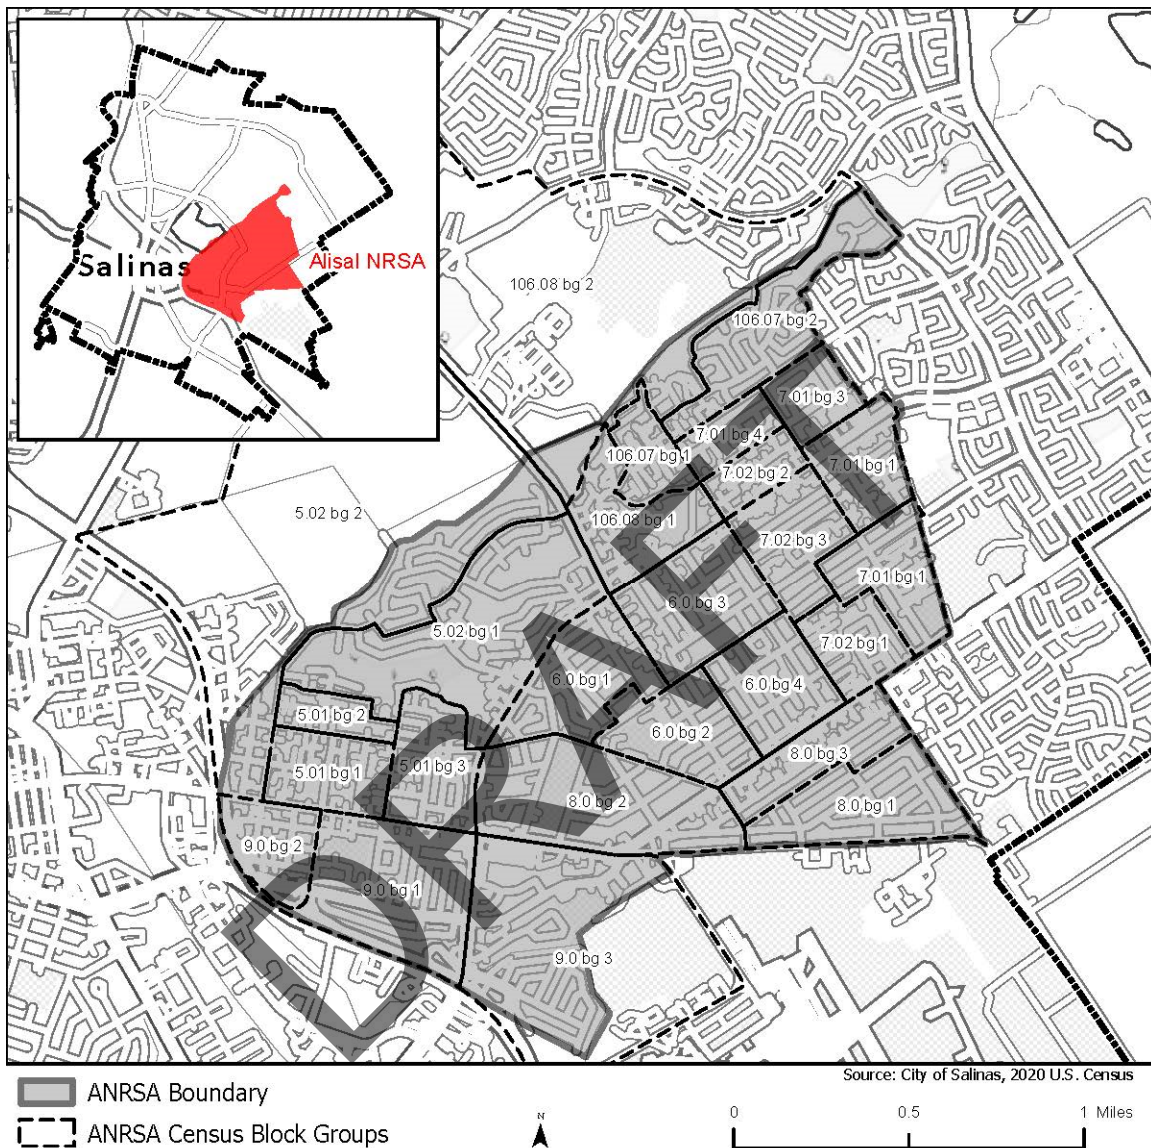 Salinas
Alisal NRSA
106.08 bg 2
106.07 bg 2
7.01 bg 3
7.01 bg 4
106.07 bg 1
7.02 bg 2
7.01 bg 1
5.02 bg 2
106.08 bg 1
7.02 bg 3
7.01 bg 1
6.0 bg 3
5.02 bg 1
7.02 bg 1
6.0 bg 1
6.0 bg 4
5.01 bg 2
6.0 bg 2
8.0 bg 3
5.01 bg 1
5.01 bg 3
8.0 bg 2
8.0 bg 1
9.0 bg 2
9.0 bg 1
9.0 bg 3
DRAFT
Source: City of Salinas, 2020 U.S. Census
ANRSA Boundary
ANRSA Census Block Groups
N
0 0.5 1 Miles